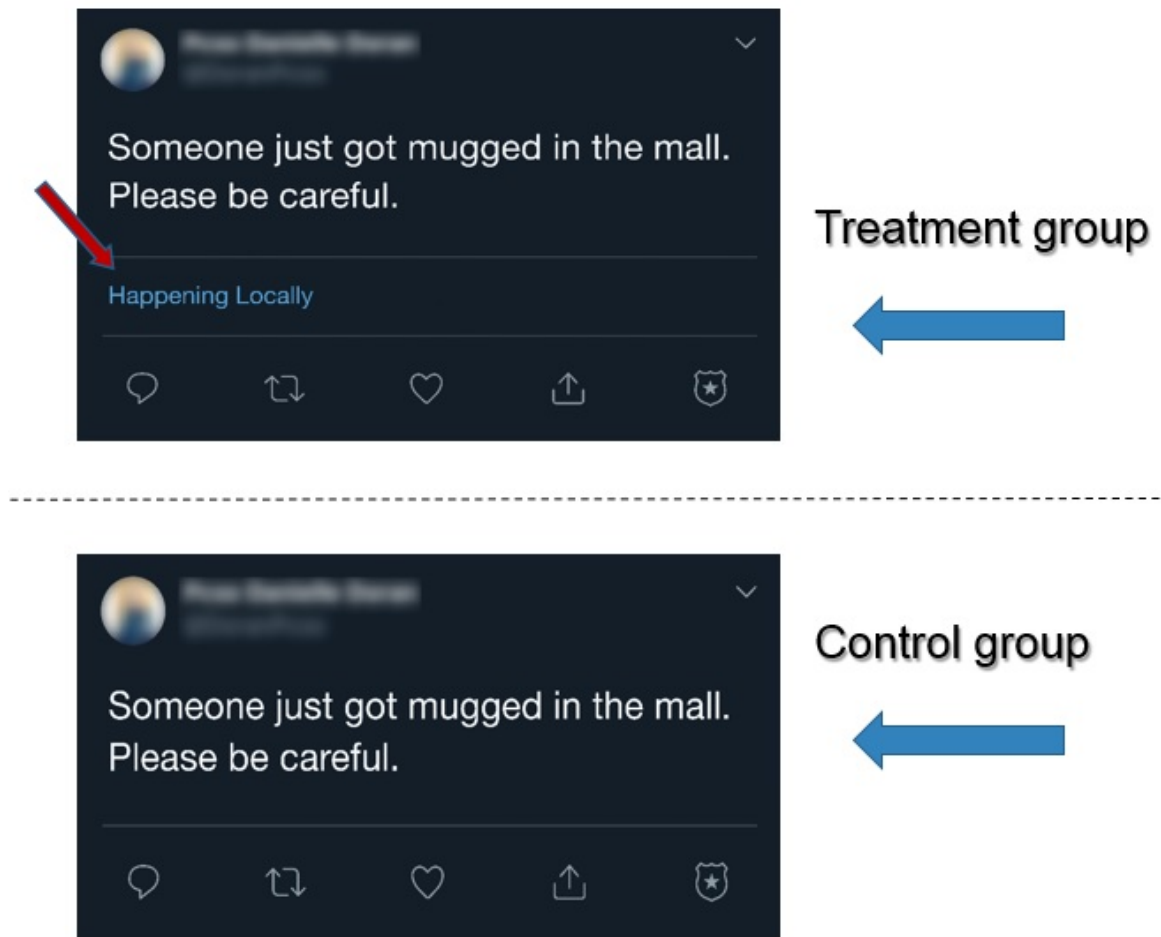 Someone just got mugged in the mall.
Please be careful.
Treatment group
Happening Locally
Someone just got mugged in the mall.
Please be careful.
Control group